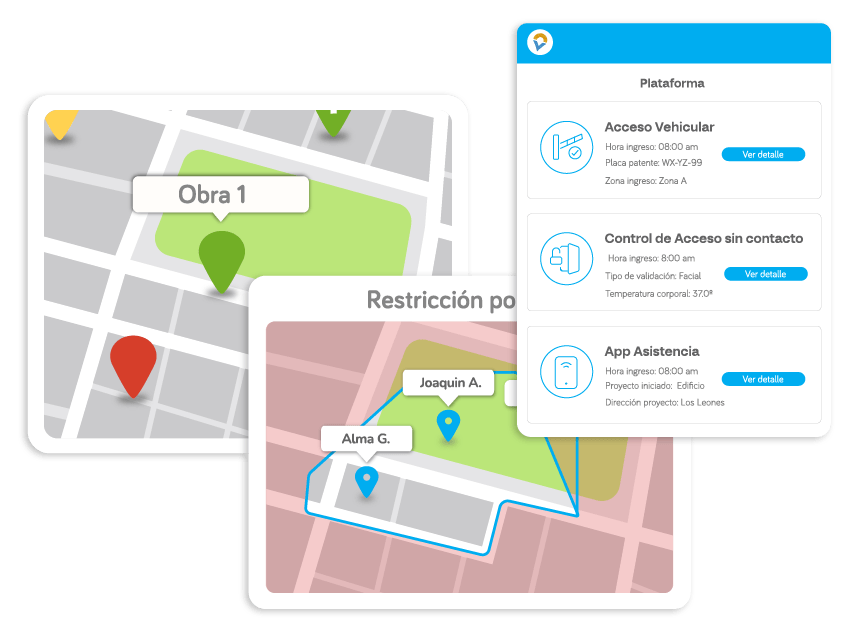 Obra 1
Restricción po
Joaquin A.
Alma G.
Plataforma
Acceso Vehicular
Hora ingreso: 08:00 am
Placa patente: WX-YZ-99
Zona ingreso: Zona A
Ver detalle
Control de Acceso sin contacto
Hora ingreso: 8:00 am
Tipo de validación: Facial
Temperatura corporal: 37.0º
Ver detalle
App Asistencia
Hora ingreso: 08:00 am
Proyecto iniciado: Edificio
Dirección proyecto: Los Leones
Ver detalle